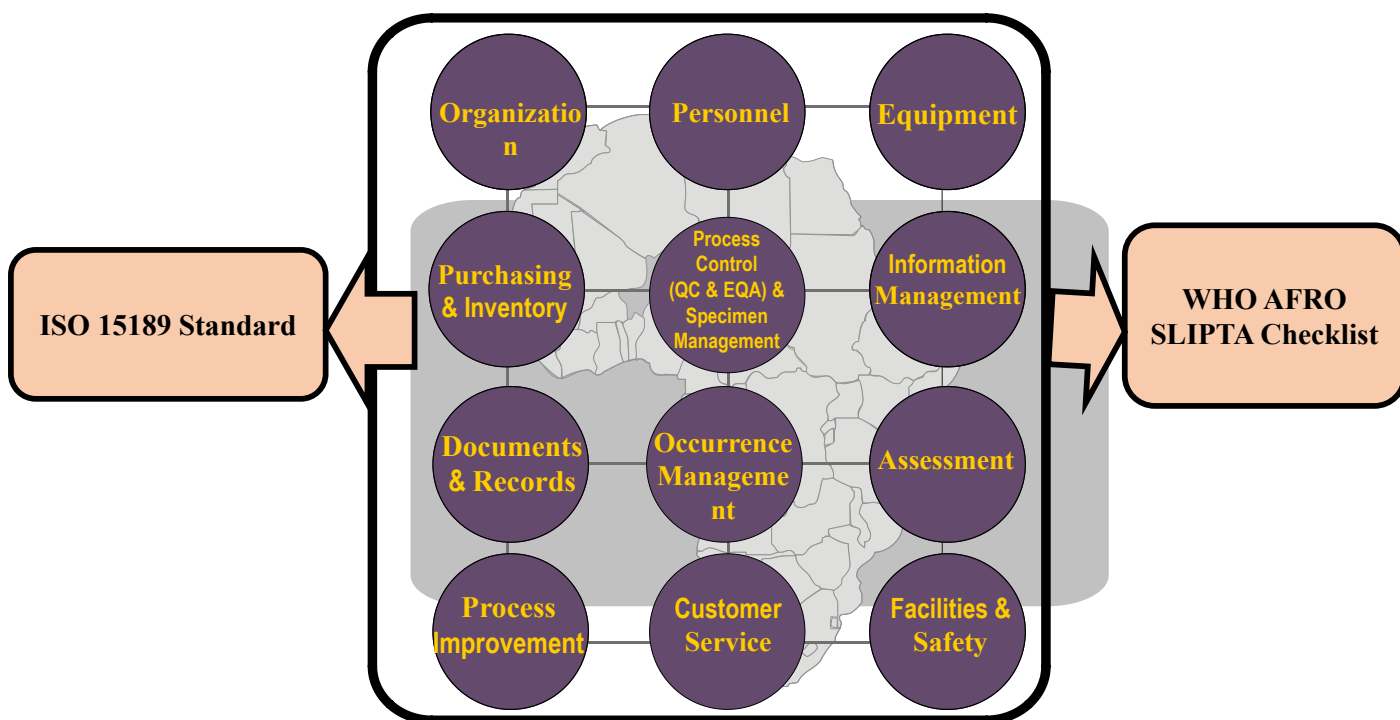 Organizatio
n
Personnel
Equipment
Purchasing
& Inventory
Process
Control
(QC & EQA) &
Specimen
Management
Information
Management
ISO 15189 Standard
WHO AFRO
SLIPTA Checklist
Documents
& Records
Occurrence
Manageme
nt
Assessment
Process
Improvement
Customer
Service
Facilities &
Safety